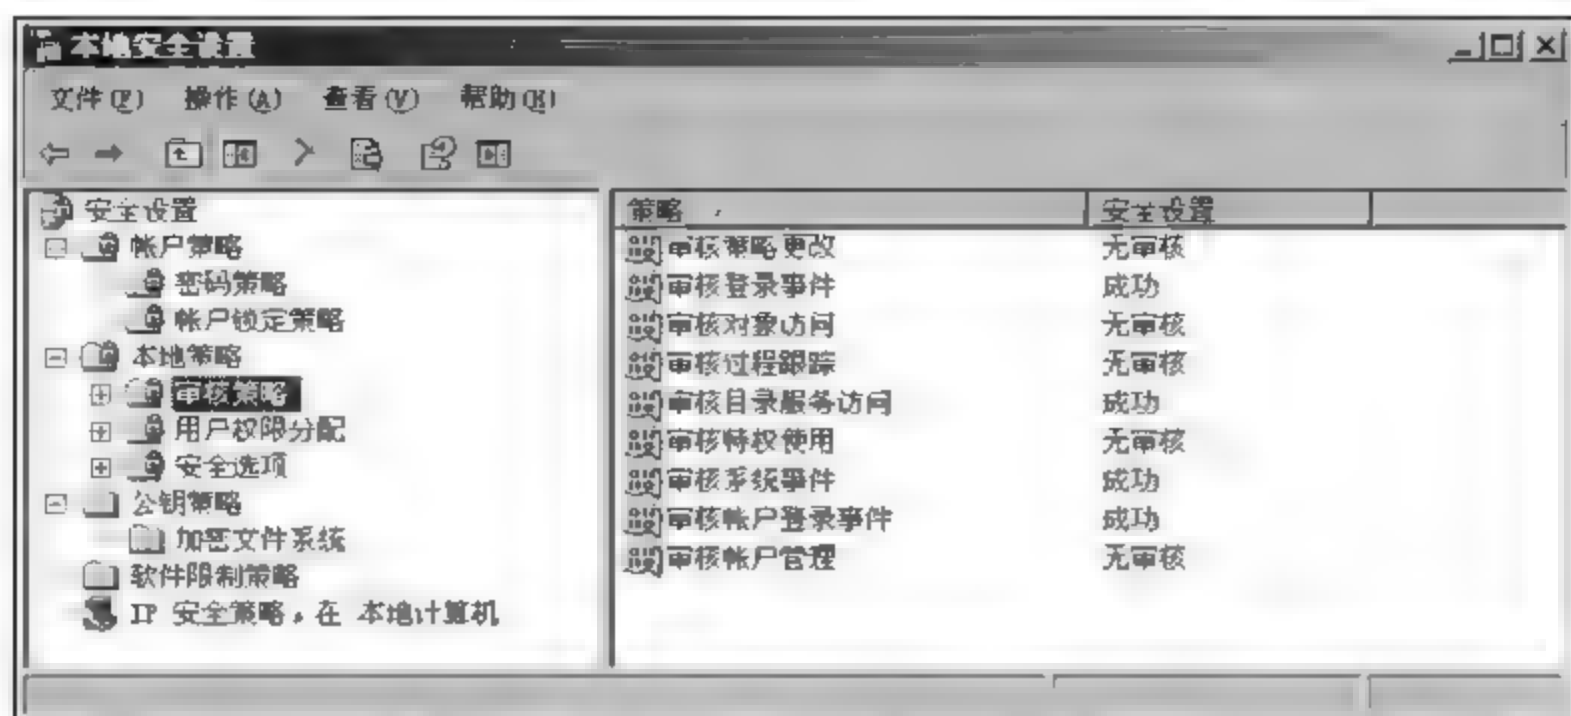 本地安全设置
文件(F) 操作(A) 查看(V) 帮助(H)
安全设置
帐户策略
密码策略
帐户锁定策略
本地策略
审核策略
用户权限分配
安全选项
公钥策略
加密文件系统
软件限制策略
IP 安全策略，在 本地计算机
策略 安全设置
审核策略更改 无审核
审核登录事件 成功
审核对象访问 无审核
审核过程跟踪 无审核
审核目录服务访问 成功
审核特权使用 无审核
审核系统事件 成功
审核帐户登录事件 成功
审核帐户管理 无审核